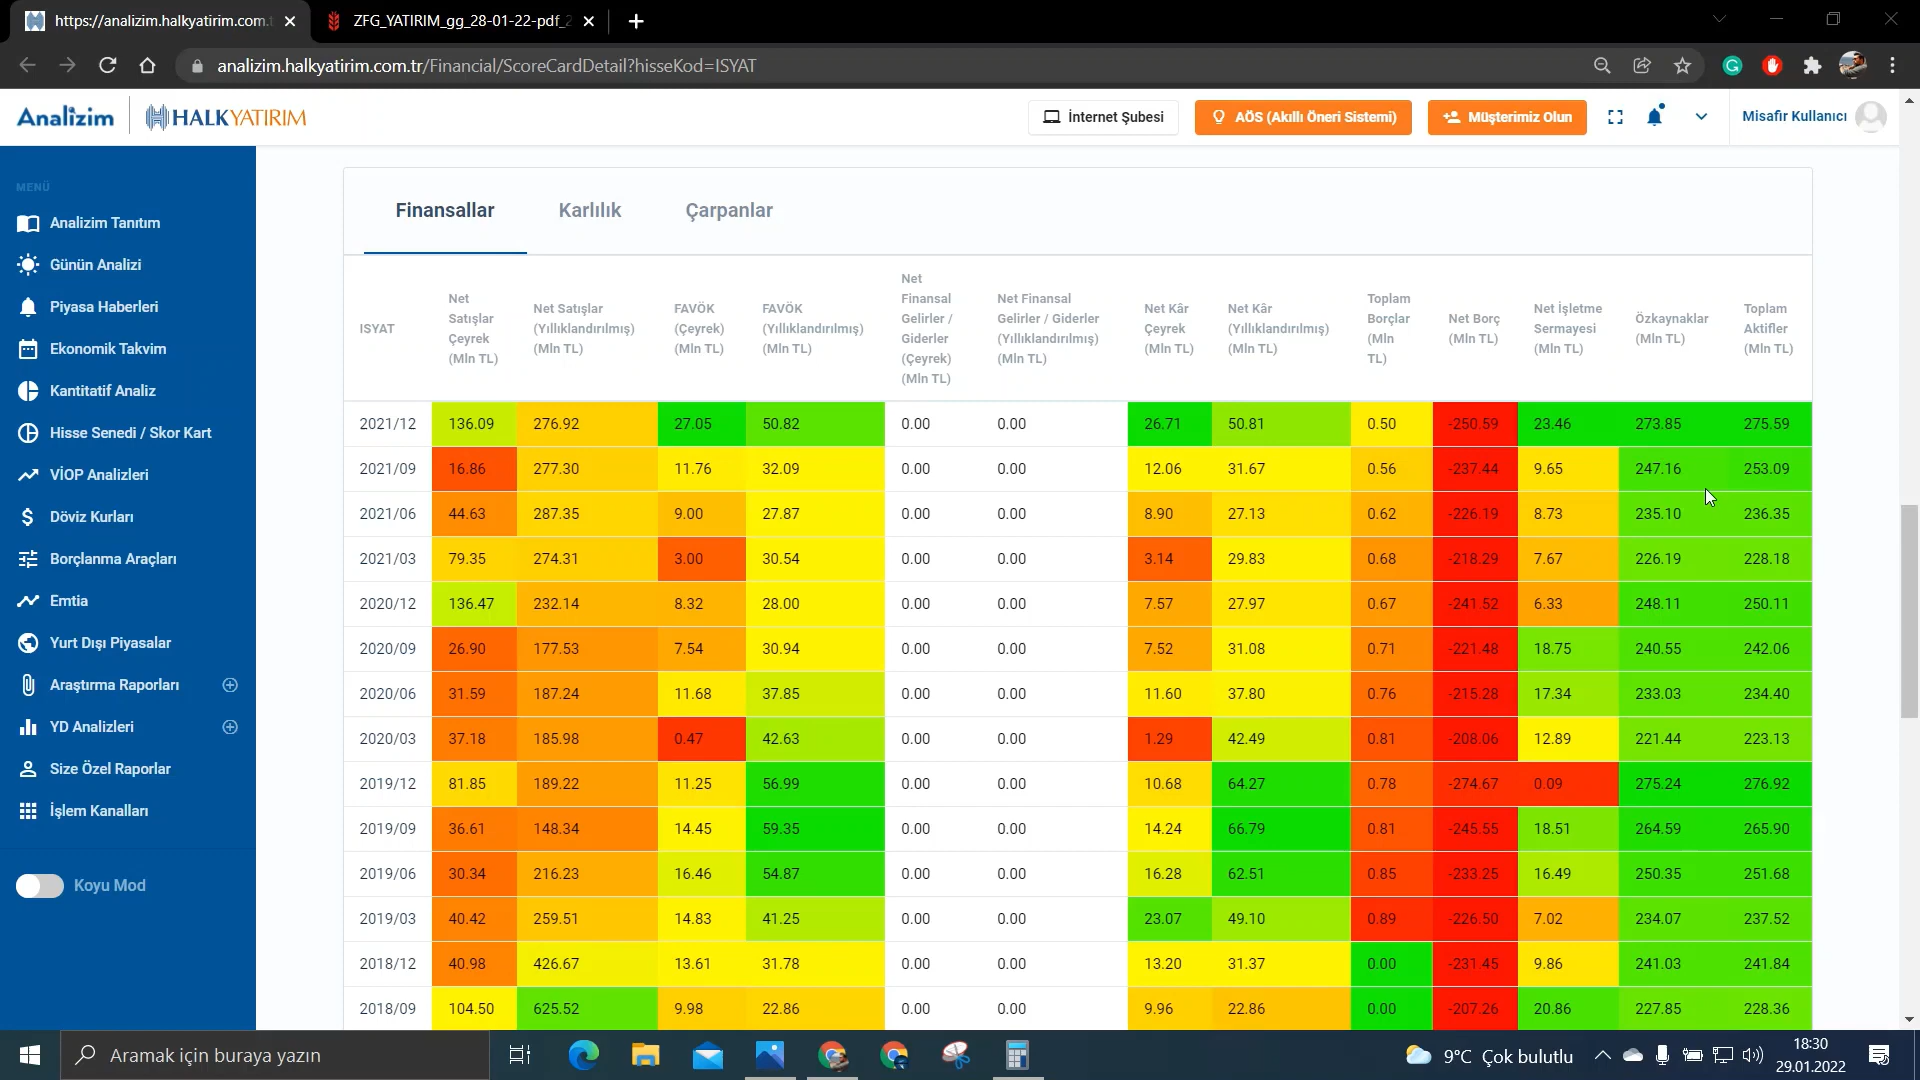 https://analizim.halkyatirim.com.
ZFG_YATIRIM_gg_28-01-22-pdf_2
analizim.halkyatirim.com.tr/Financial/ScoreCardDetail?hisseKod=ISYAT
Analizim
HALKYATIRIM
İnternet Şubesi
AÖS (Akıllı Öneri Sistemi)
Müşterimiz Olun
Misafir Kullanıcı
MENÜ
Analizim Tanıtım
Günün Analizi
Piyasa Haberleri
Ekonomik Takvim
Kantitatif Analiz
Hisse Senedi / Skor Kart
VİOP Analizleri
Döviz Kurları
Borçlanma Araçları
Emtia
Yurt Dışı Piyasalar
Araştırma Raporları
YD Analizleri
Size Özel Raporlar
İşlem Kanalları
Koyu Mod
Finansallar Karlılık Çarpanlar
ISYAT
Net Satışlar Çeyrek (Mln TL)
Net Satışlar (Yıllıklandırılmış) (Mln TL)
FAVÖK (Çeyrek) (Mln TL)
FAVÖK (Yıllıklandırılmış) (Mln TL)
Net Finansal Gelirler / Giderler (Çeyrek) (Mln TL)
Net Finansal Gelirler / Giderler (Yıllıklandırılmış) (Mln TL)
Net Kâr Çeyrek (Mln TL)
Net Kâr (Yıllıklandırılmış) (Mln TL)
Toplam Borçlar (Mln TL)
Net Borç (Mln TL)
Net İşletme Sermayesi (Mln TL)
Özkaynaklar (Mln TL)
Toplam Aktifler (Mln TL)
2021/12 136.09 276.92 27.05 50.82 0.00 0.00 26.71 50.81 0.50 -250.59 23.46 273.85 275.59
2021/09 16.86 277.30 11.76 32.09 0.00 0.00 12.06 31.67 0.56 -237.44 9.65 247.16 253.09
2021/06 44.63 287.35 9.00 27.87 0.00 0.00 8.90 27.13 0.62 -226.19 8.73 235.10 236.35
2021/03 79.35 274.31 3.00 30.54 0.00 0.00 3.14 29.83 0.68 -218.29 7.67 226.19 228.18
2020/12 136.47 232.14 8.32 28.00 0.00 0.00 7.57 27.97 0.67 -241.52 6.33 248.11 250.11
2020/09 26.90 177.53 7.54 30.94 0.00 0.00 7.52 31.08 0.71 -221.48 18.75 240.55 242.06
2020/06 31.59 187.24 11.68 37.85 0.00 0.00 11.60 37.80 0.76 -215.28 17.34 233.03 234.40
2020/03 37.18 185.98 0.47 42.63 0.00 0.00 1.29 42.49 0.81 -208.06 12.89 221.44 223.13
2019/12 81.85 189.22 11.25 56.99 0.00 0.00 10.68 64.27 0.78 -274.67 0.09 275.24 276.92
2019/09 36.61 148.34 14.45 59.35 0.00 0.00 14.24 66.79 0.81 -245.55 18.51 264.59 265.90
2019/06 30.34 216.23 16.46 54.87 0.00 0.00 16.28 62.51 0.85 -233.25 16.49 250.35 251.68
2019/03 40.42 259.51 14.83 41.25 0.00 0.00 23.07 49.10 0.89 -226.50 7.02 234.07 237.52
2018/12 40.98 426.67 13.61 31.78 0.00 0.00 13.20 31.37 0.00 -231.45 9.86 241.03 241.84
2018/09 104.50 625.52 9.98 22.86 0.00 0.00 9.96 22.86 0.00 -207.26 20.86 227.85 228.36
Aramak için buraya yazın
9°C Çok bulutlu
18:30
29.01.2022